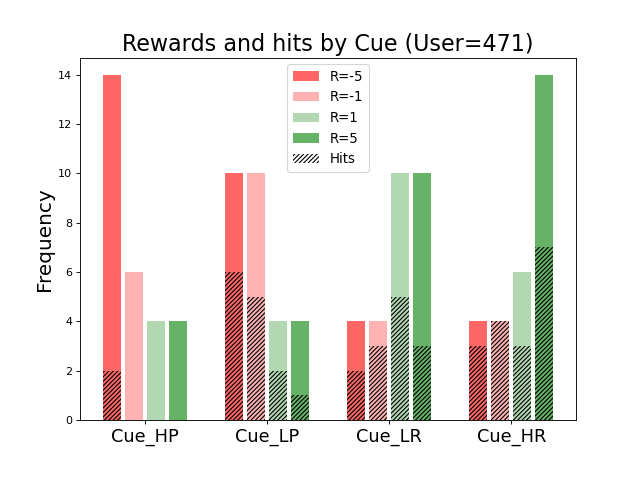 Rewards and hits by Cue (User=471)
R=-5
R=-1
R=1
R=5
Hits
Frequency
14
12
10
8
6
4
2
0
Cue_HP
Cue_LP
Cue_LR
Cue_HR